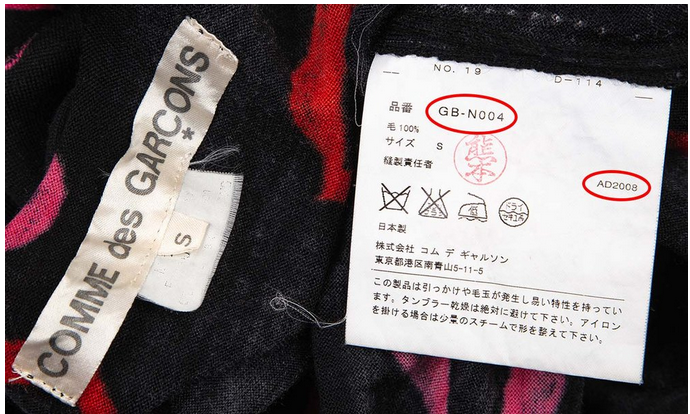 COMME des GARÇONS
*
S
NO. 19 D-114
品番 GB-N004
毛 100%
サイズ S
縫製責任者
熊本
AD2008
ドライ
セキユ系
日本製
株式会社 コム デ ギャルソン
東京都港区南青山5-11-5
この製品は引っかけや毛玉が発生し易い特性を持ってい
ます。タンブラー乾燥は絶対に避けて下さい。アイロン
を掛ける場合は少量のスチームで形を整えて下さい。